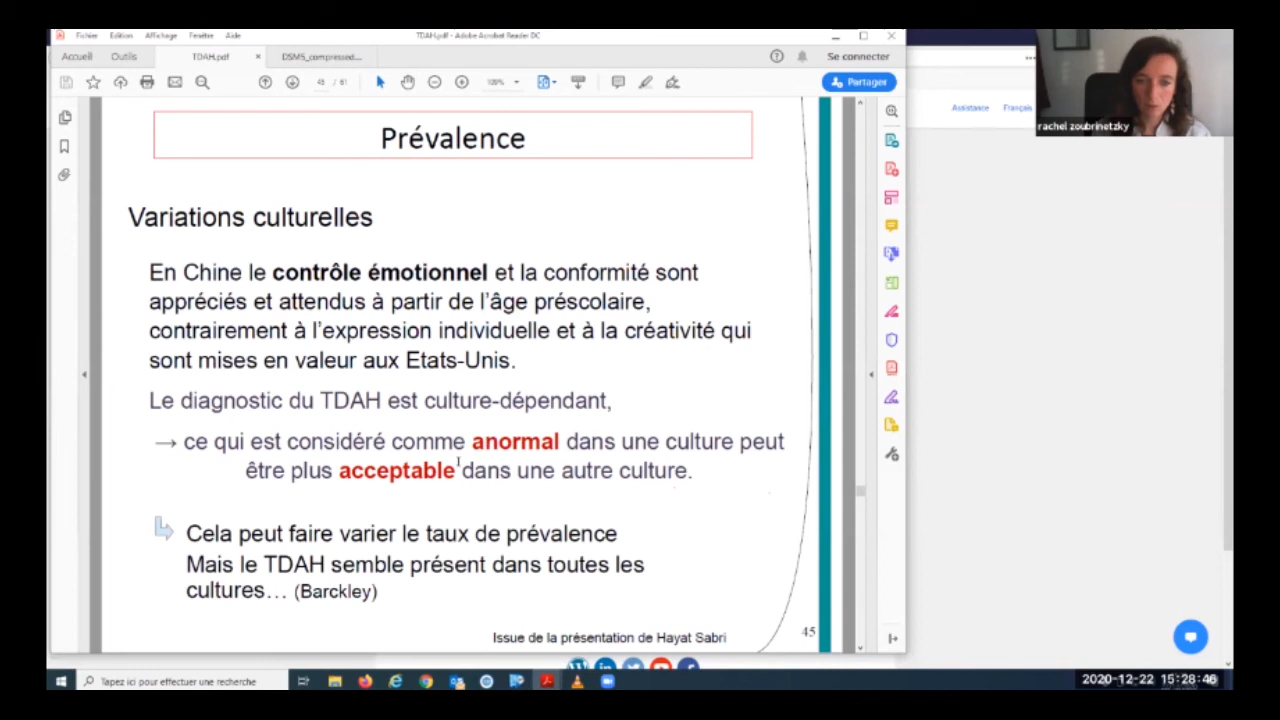 Fichier Edition Affichage Fenêtre Aide
TDAH.pdf - Adobe Acrobat Reader DC
Accueil Outils TDAH.pdf × DSM5_compressed... Se connecter
45 / 61 Partager
Assistance Français
rachel zoubrinetzky
Prévalence
Variations culturelles
En Chine le contrôle émotionnel et la conformité sont
appréciés et attendus à partir de l'âge préscolaire,
contrairement à l'expression individuelle et à la créativité qui
sont mises en valeur aux Etats-Unis.
Le diagnostic du TDAH est culture-dépendant,
→ ce qui est considéré comme anormal dans une culture peut
être plus acceptable dans une autre culture.
Cela peut faire varier le taux de prévalence
Mais le TDAH semble présent dans toutes les
cultures… (Barckley)
Issue de la présentation de Hayat Sabri
45
Tapez ici pour effectuer une recherche
2020-12-22 15:28:46